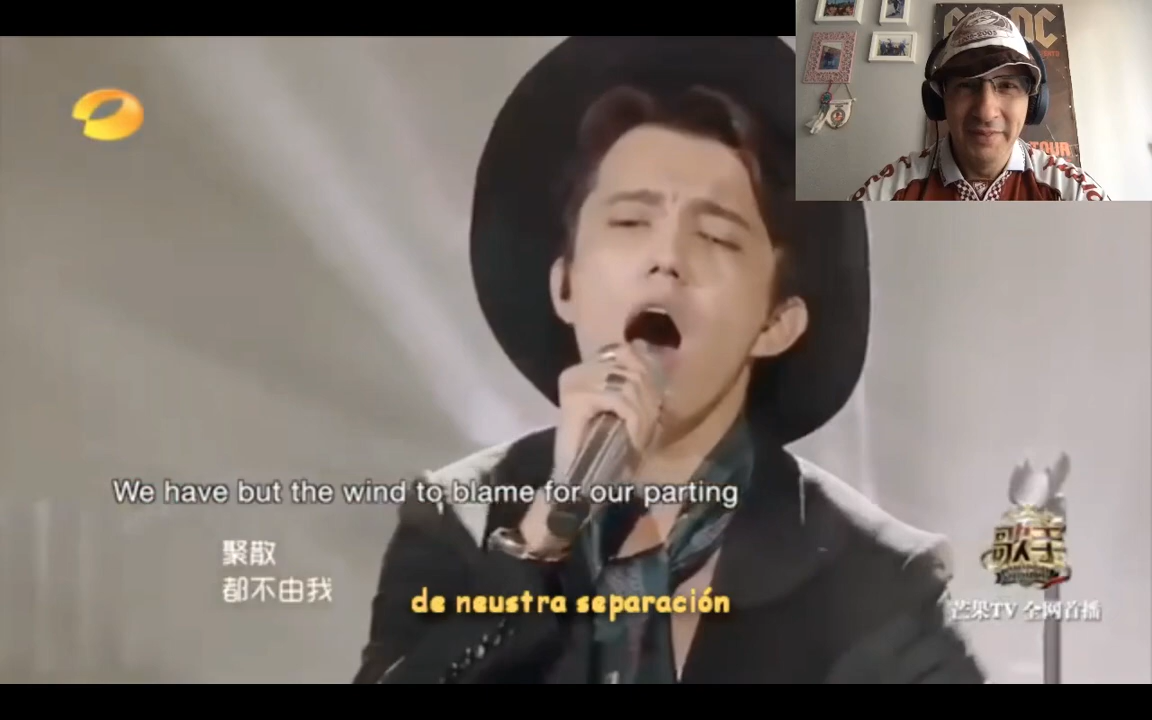 TOUR
We have but the wind to blame for our parting
聚散
都不由我
de neustra separación
歌手
芒果TV 全网首播